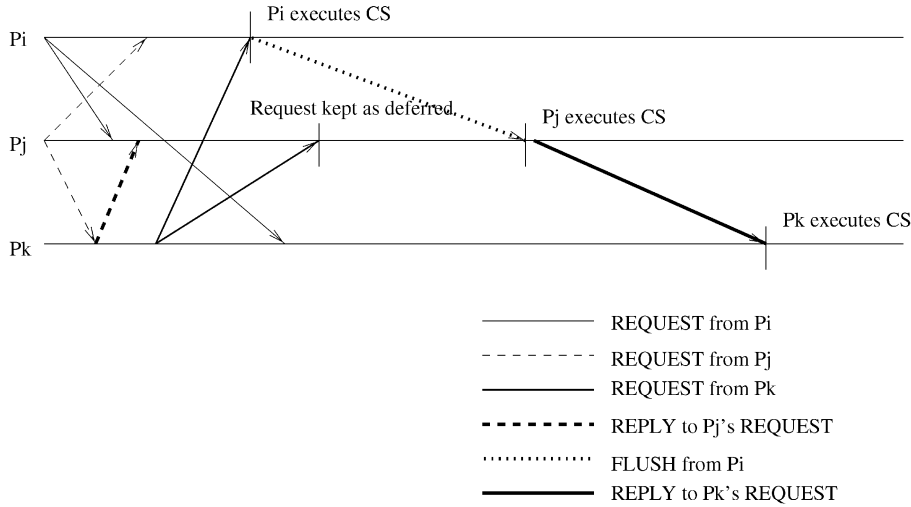 Pi executes CS
Pi
Request kept as deferred
Pj executes CS
Pj
Pk executes CS
Pk
REQUEST from Pi
REQUEST from Pj
REQUEST from Pk
REPLY to Pj's REQUEST
FLUSH from Pi
REPLY to Pk's REQUEST